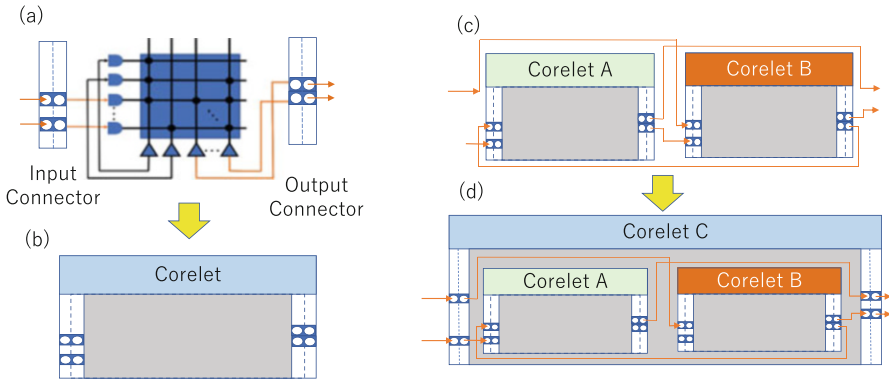 (a)
Input
Connector
Output
Connector
(b)
Corelet
(c)
Corelet A
Corelet B
(d)
Corelet C
Corelet A
Corelet B